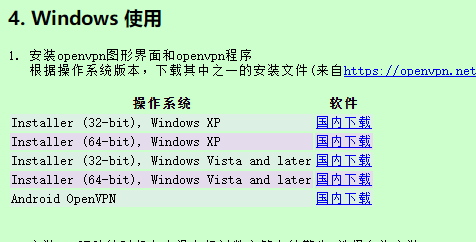 4. Windows 使用
1. 安装openvpn图形界面和openvpn程序
根据操作系统版本，下载其中之一的安装文件(来自https://openvpn.net
操作系统 软件
Installer (32-bit), Windows XP 国内下载
Installer (64-bit), Windows XP 国内下载
Installer (32-bit), Windows Vista and later 国内下载
Installer (64-bit), Windows Vista and later 国内下载
Android OpenVPN 国内下载